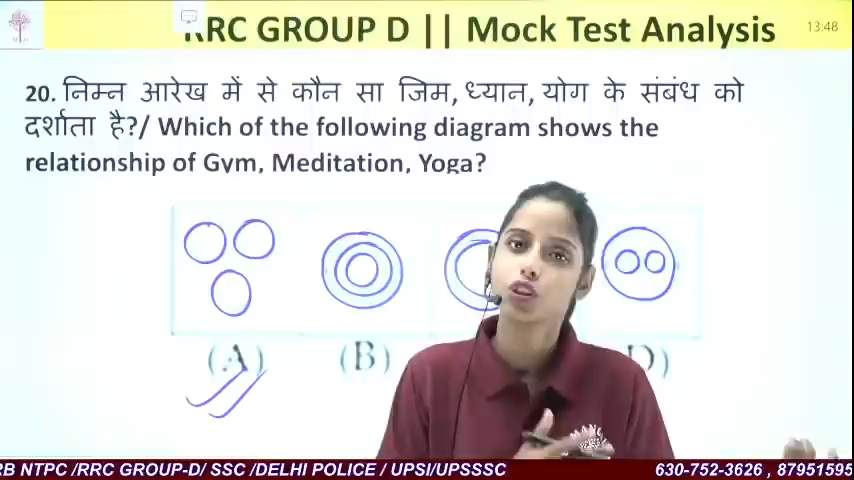 RRC GROUP D || Mock Test Analysis
13:48
20. निम्न आरेख में से कौन सा जिम, ध्यान, योग के संबंध को
दर्शाता है?/ Which of the following diagram shows the
relationship of Gym, Meditation, Yoga?
(A) (B) D)
RB NTPC /RRC GROUP-D/ SSC /DELHI POLICE / UPSI/UPSSSC 630-752-3626 , 87951595